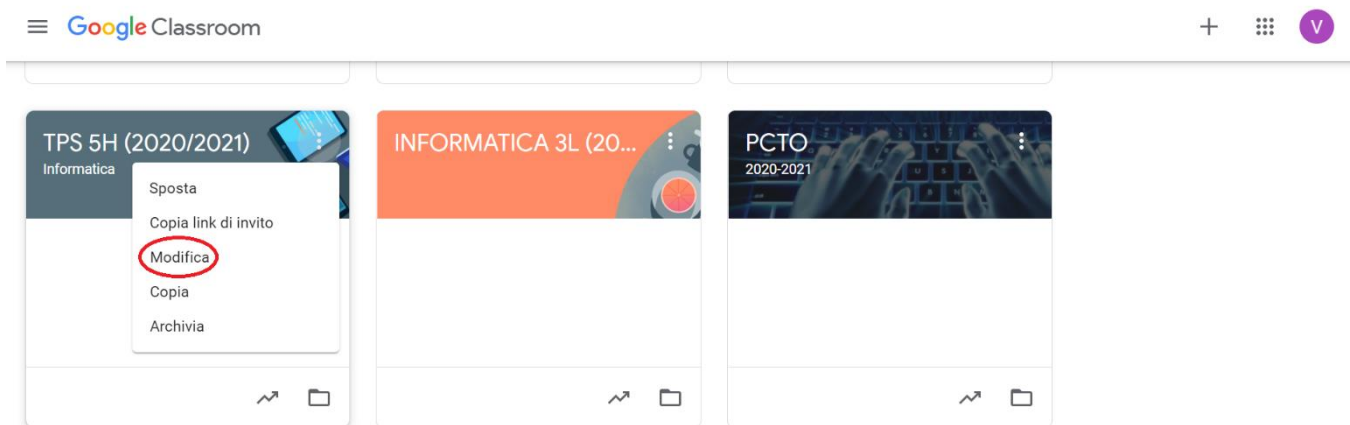 Google Classroom
V
TPS 5H (2020/2021)
Informatica
Sposta
Copia link di invito
Modifica
Copia
Archivia
INFORMATICA 3L (20...
PCTO
2020-2021